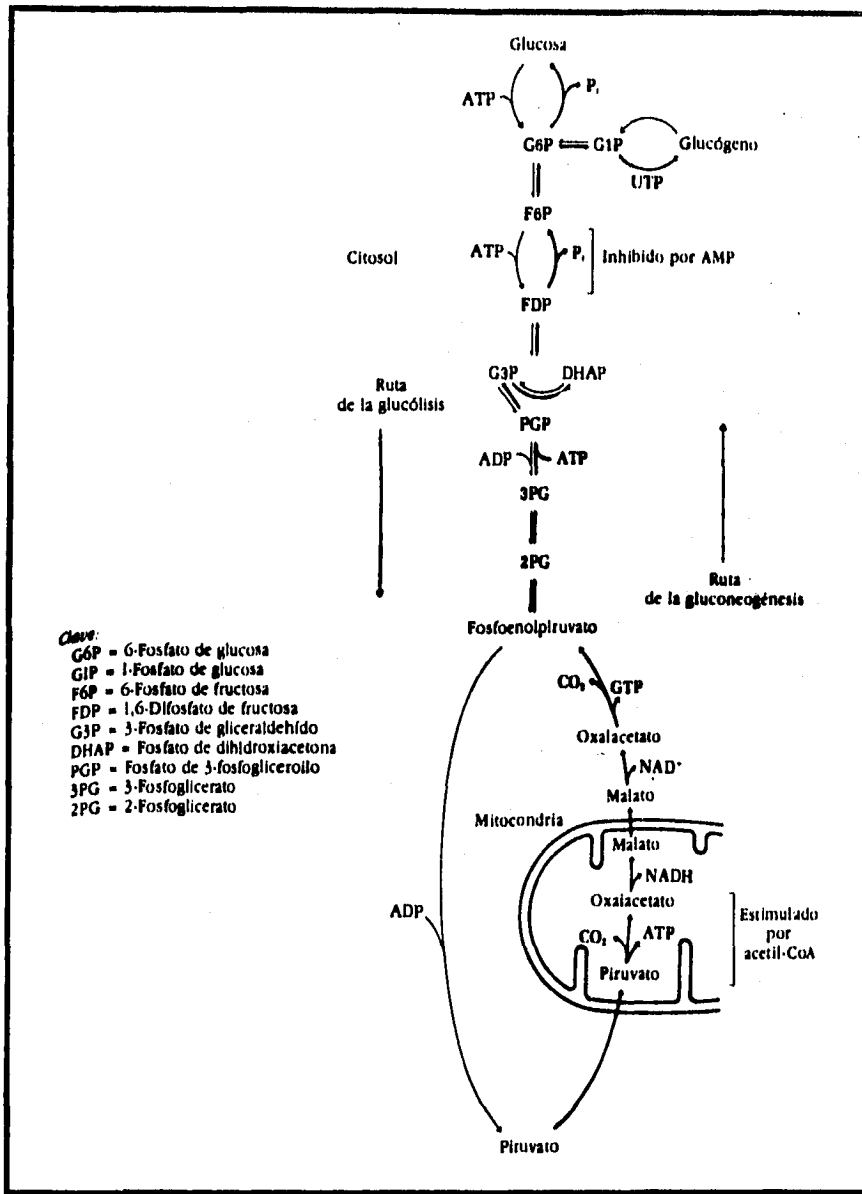 Glucosa
ATP
Pᵢ
G6P
G1P
Glucógeno
UTP
F6P
Citosol
ATP
Pᵢ
Inhibido por AMP
FDP
G3P
DHAP
Ruta
de la glucólisis
PGP
ADP
ATP
3PG
2PG
Ruta
de la gluconeogénesis
Fosfoenolpiruvato
Clave:
G6P = 6-Fosfato de glucosa
G1P = 1-Fosfato de glucosa
F6P = 6-Fosfato de fructosa
FDP = 1,6-Difosfato de fructosa
G3P = 3-Fosfato de gliceraldehído
DHAP = Fosfato de dihidroxiacetona
PGP = Fosfato de 3-fosfogliceroilo
3PG = 3-Fosfoglicerato
2PG = 2-Fosfoglicerato
CO₂
GTP
Oxalacetato
NAD⁺
Malato
Mitocondria
Malato
NADH
Oxalacetato
ADP
CO₂
ATP
Estimulado
por
acetil-CoA
Piruvato
Piruvato